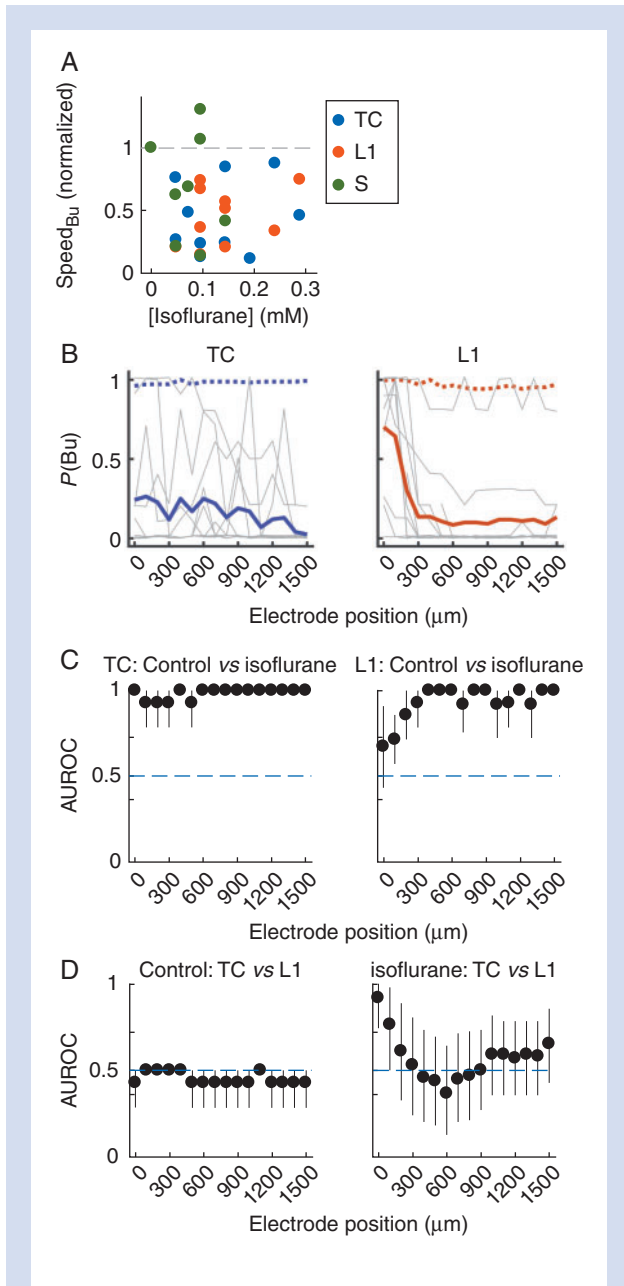 A
Speed_Bu (normalized)
1
0.5
0
0 0.1 0.2 0.3
[Isoflurane] (mM)
TC
L1
S
B
TC L1
P(Bu)
1
0.5
0
0 300 600 900 1200 1500 0 300 600 900 1200 1500
Electrode position (μm)
C
TC: Control vs isoflurane L1: Control vs isoflurane
AUROC
1
0.5
0
0 300 600 900 1200 1500 0 300 600 900 1200 1500
Electrode position (μm)
D
Control: TC vs L1 isoflurane: TC vs L1
AUROC
1
0.5
0
0 300 600 900 1200 1500 0 300 600 900 1200 1500
Electrode position (μm)